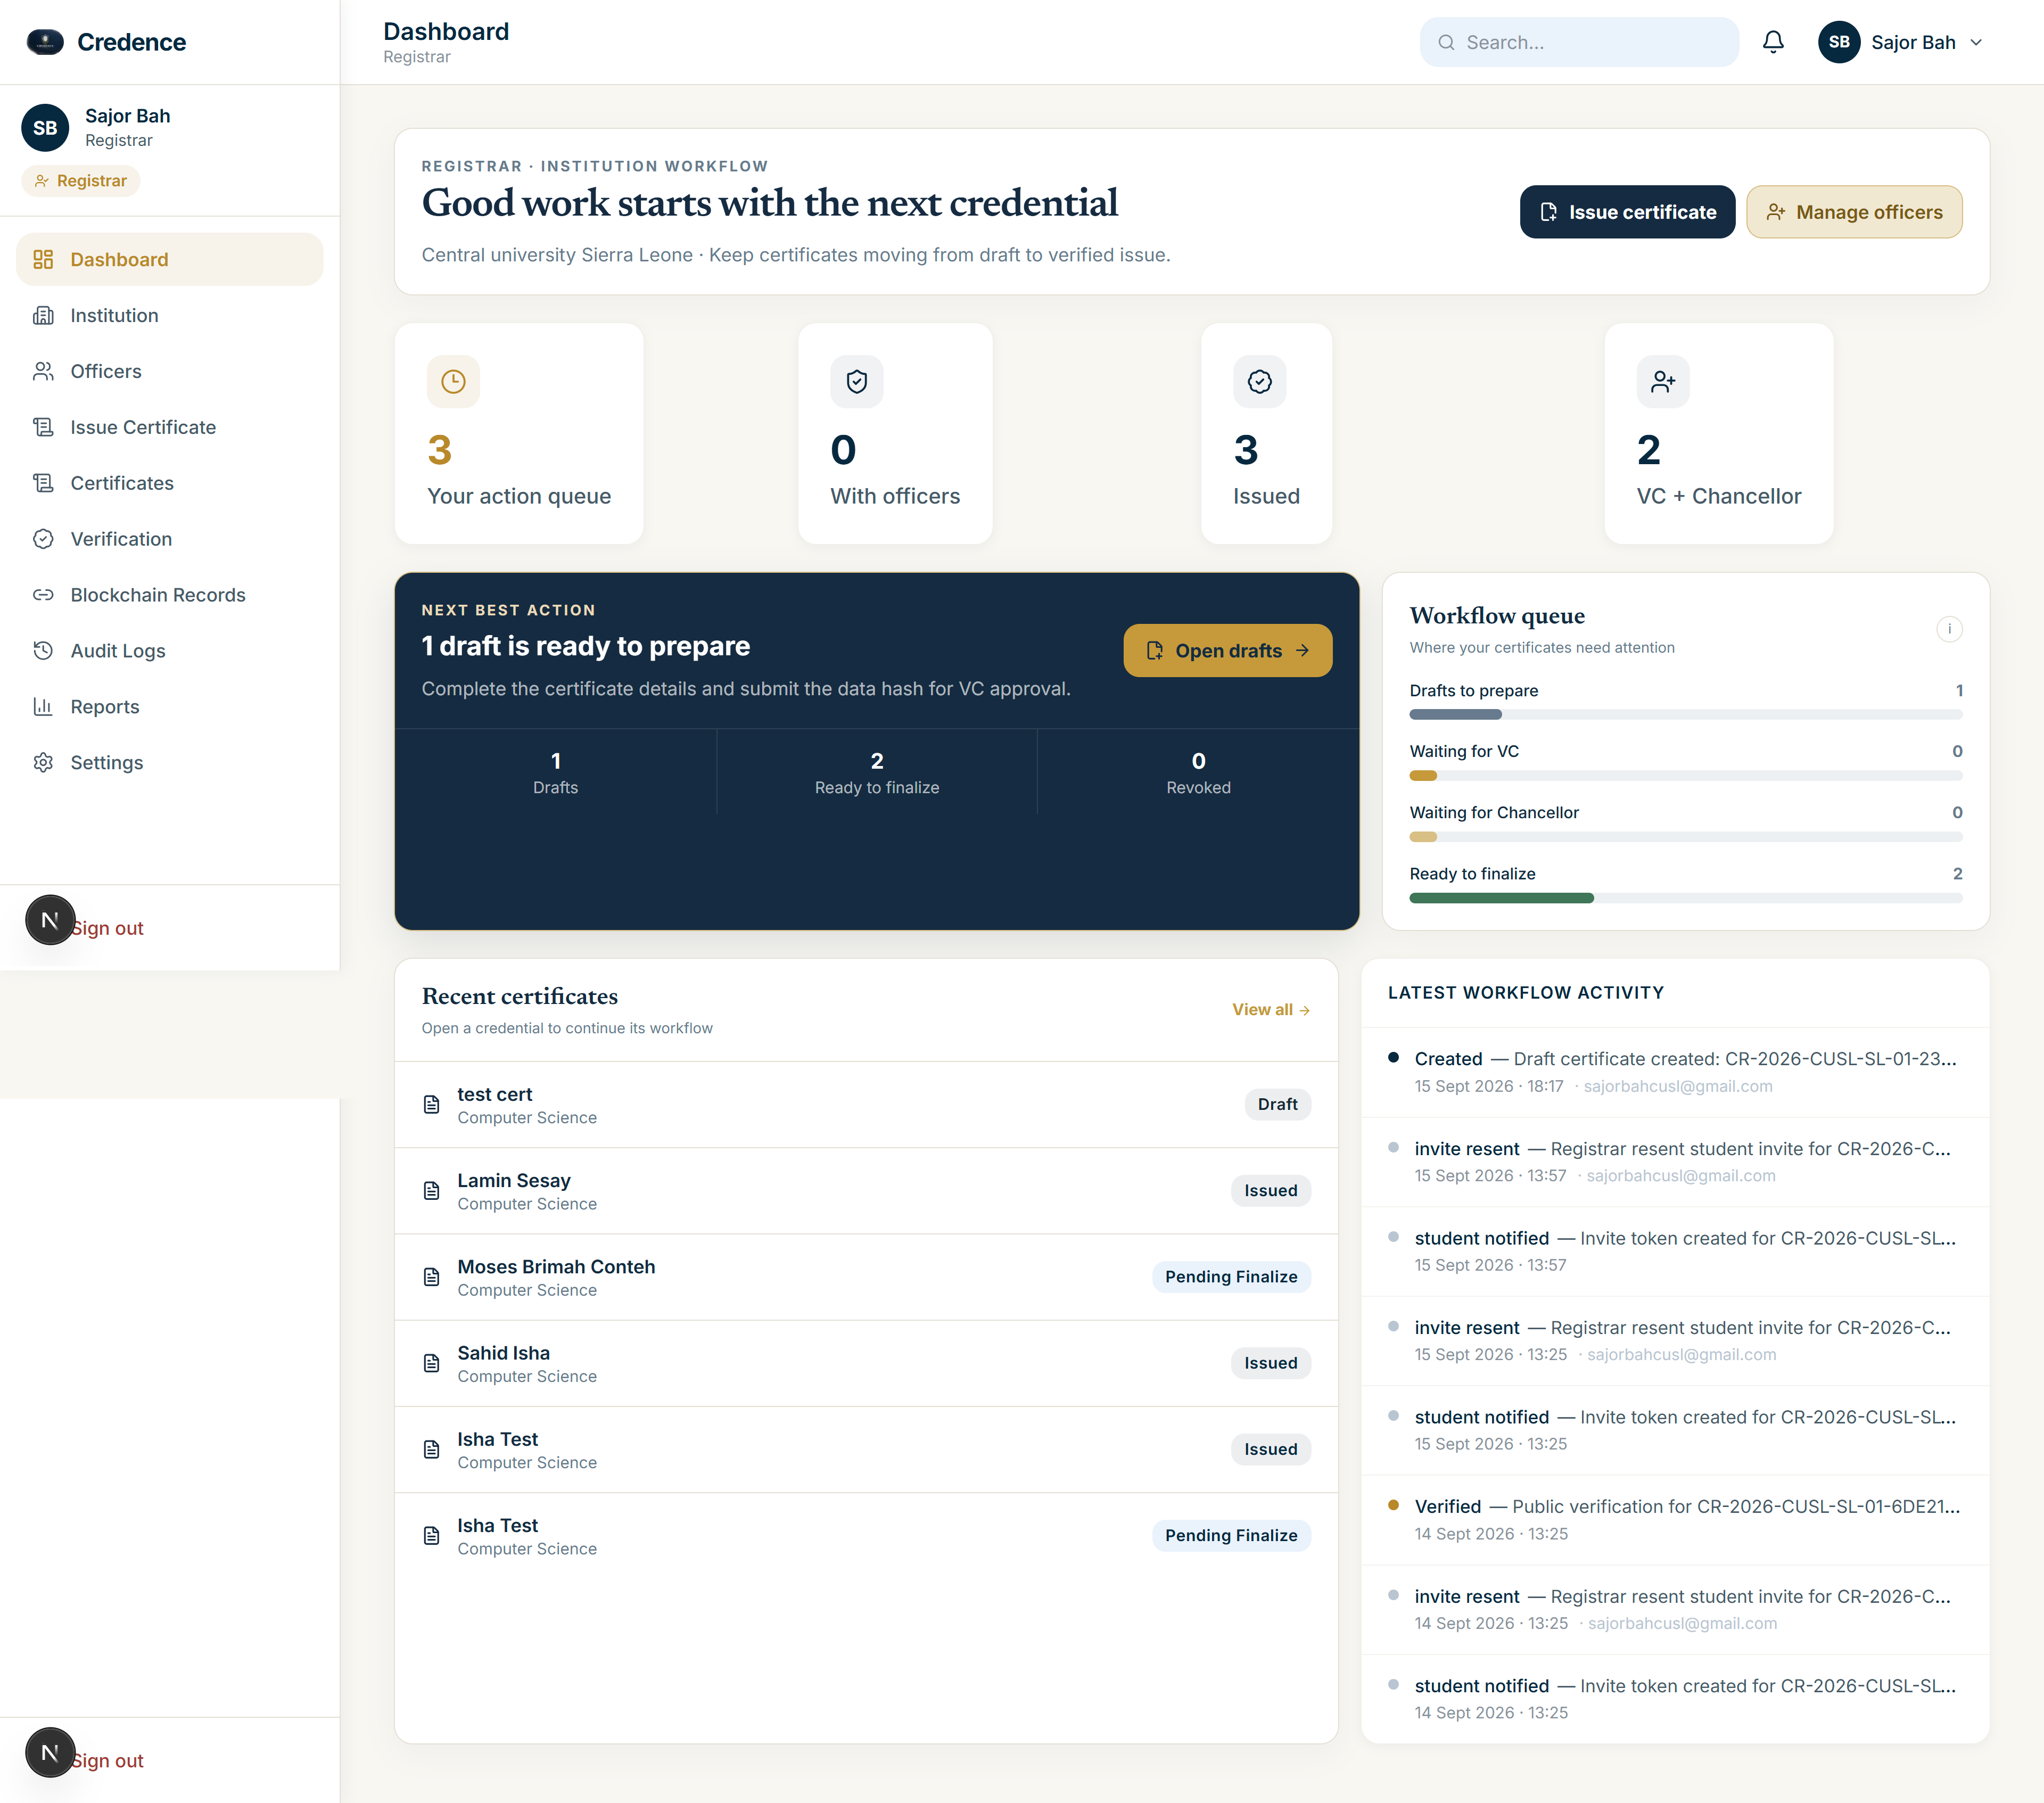 Credence
Sajor Bah
Registrar
Registrar
Dashboard
Institution
Officers
Issue Certificate
Certificates
Verification
Blockchain Records
Audit Logs
Reports
Settings
N
Sign out
N
Sign out
Dashboard
Registrar
Search...
SB
Sajor Bah
SB
REGISTRAR · INSTITUTION WORKFLOW
Good work starts with the next credential
Central university Sierra Leone · Keep certificates moving from draft to verified issue.
Issue certificate
Manage officers
3
Your action queue
0
With officers
3
Issued
2
VC + Chancellor
NEXT BEST ACTION
1 draft is ready to prepare
Complete the certificate details and submit the data hash for VC approval.
Open drafts →
1
Drafts
2
Ready to finalize
0
Revoked
Workflow queue
Where your certificates need attention
i
Drafts to prepare 1
Waiting for VC 0
Waiting for Chancellor 0
Ready to finalize 2
Recent certificates
Open a credential to continue its workflow
View all →
test cert
Computer Science
Draft
Lamin Sesay
Computer Science
Issued
Moses Brimah Conteh
Computer Science
Pending Finalize
Sahid Isha
Computer Science
Issued
Isha Test
Computer Science
Issued
Isha Test
Computer Science
Pending Finalize
LATEST WORKFLOW ACTIVITY
Created — Draft certificate created: CR-2026-CUSL-SL-01-23...
15 Sept 2026 · 18:17 · sajorbahcusl@gmail.com
invite resent — Registrar resent student invite for CR-2026-C...
15 Sept 2026 · 13:57 · sajorbahcusl@gmail.com
student notified — Invite token created for CR-2026-CUSL-SL...
15 Sept 2026 · 13:57
invite resent — Registrar resent student invite for CR-2026-C...
15 Sept 2026 · 13:25 · sajorbahcusl@gmail.com
student notified — Invite token created for CR-2026-CUSL-SL...
15 Sept 2026 · 13:25
Verified — Public verification for CR-2026-CUSL-SL-01-6DE21...
14 Sept 2026 · 13:25
invite resent — Registrar resent student invite for CR-2026-C...
14 Sept 2026 · 13:25 · sajorbahcusl@gmail.com
student notified — Invite token created for CR-2026-CUSL-SL...
14 Sept 2026 · 13:25